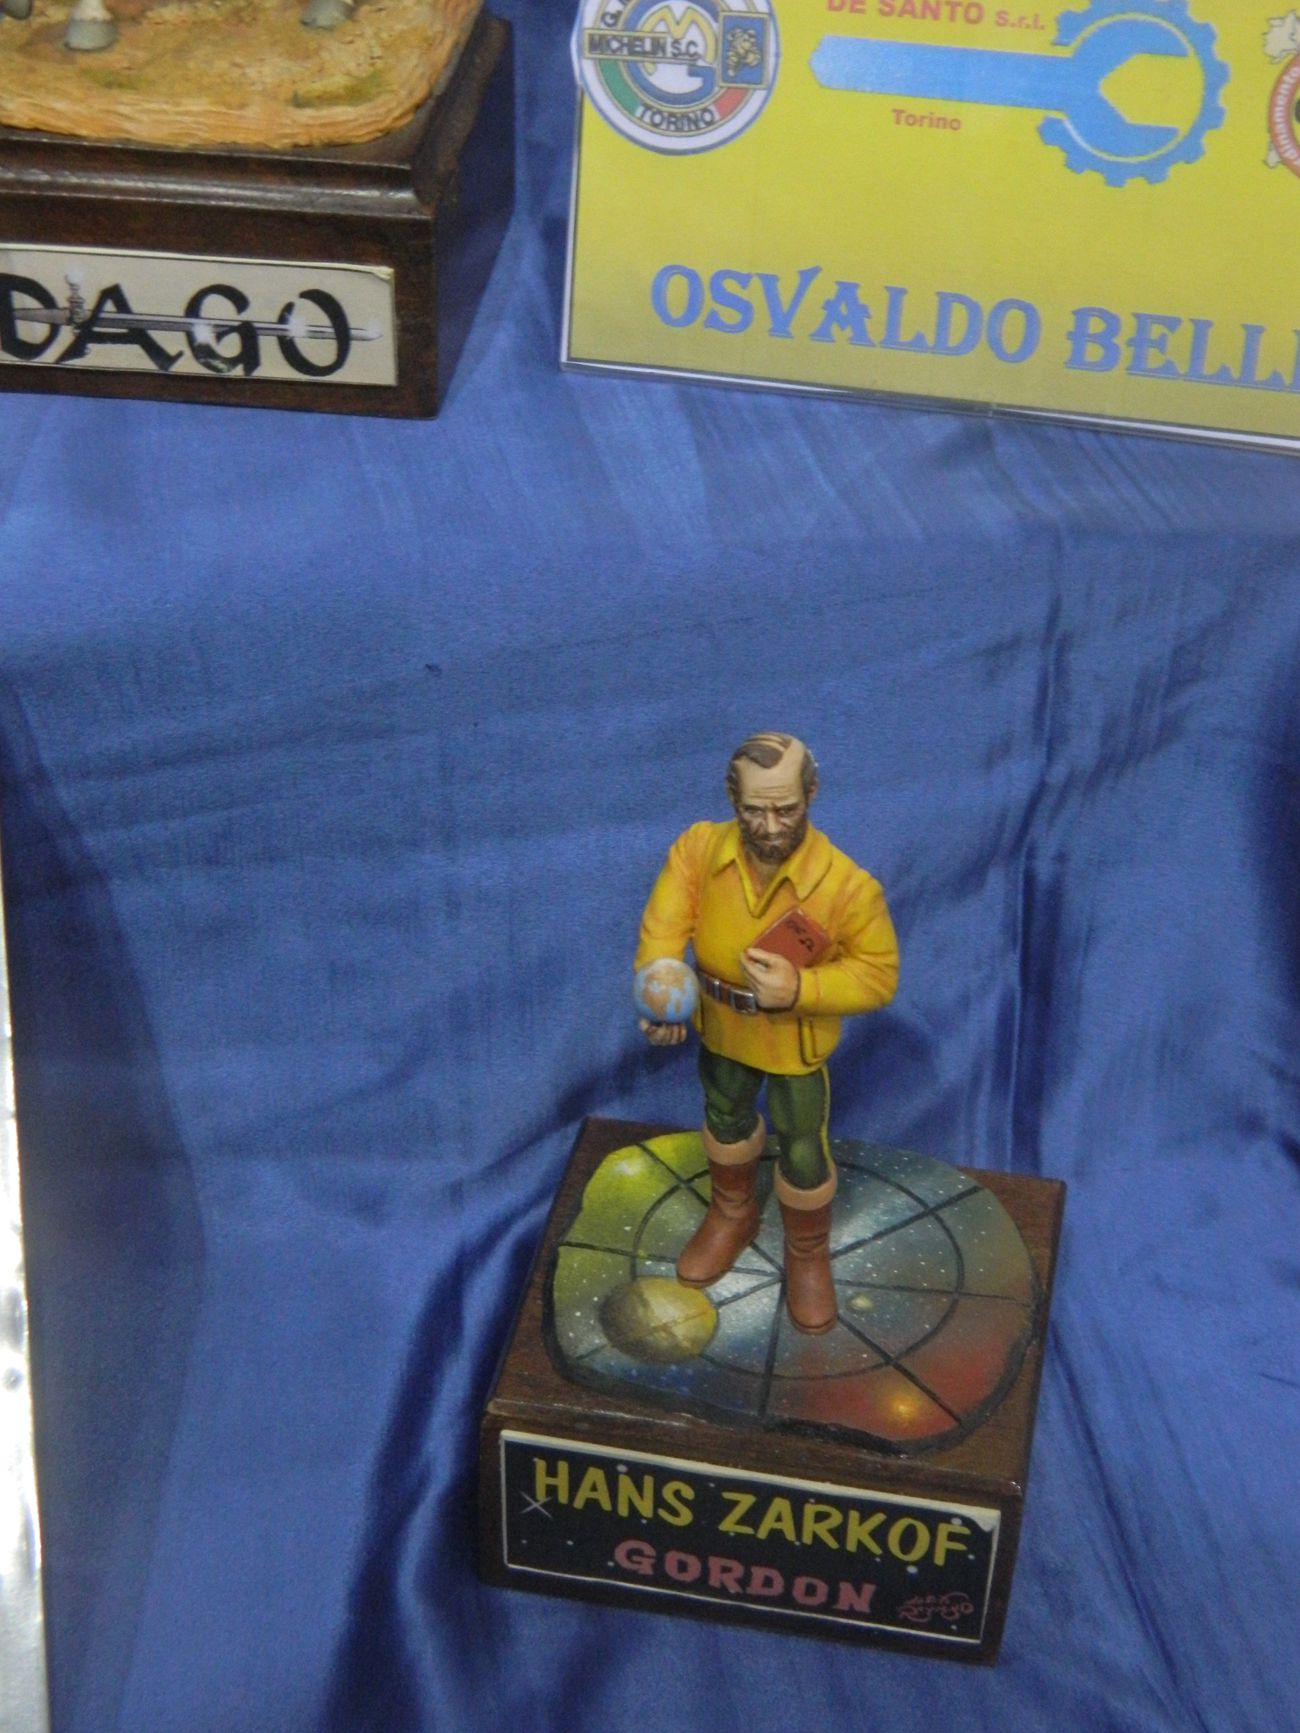 DE SANTO S.r.l.
MICHELIN S.C.
TORINO
Torino
DAGO
OSVALDO BELL
HANS ZARKOF
GORDON